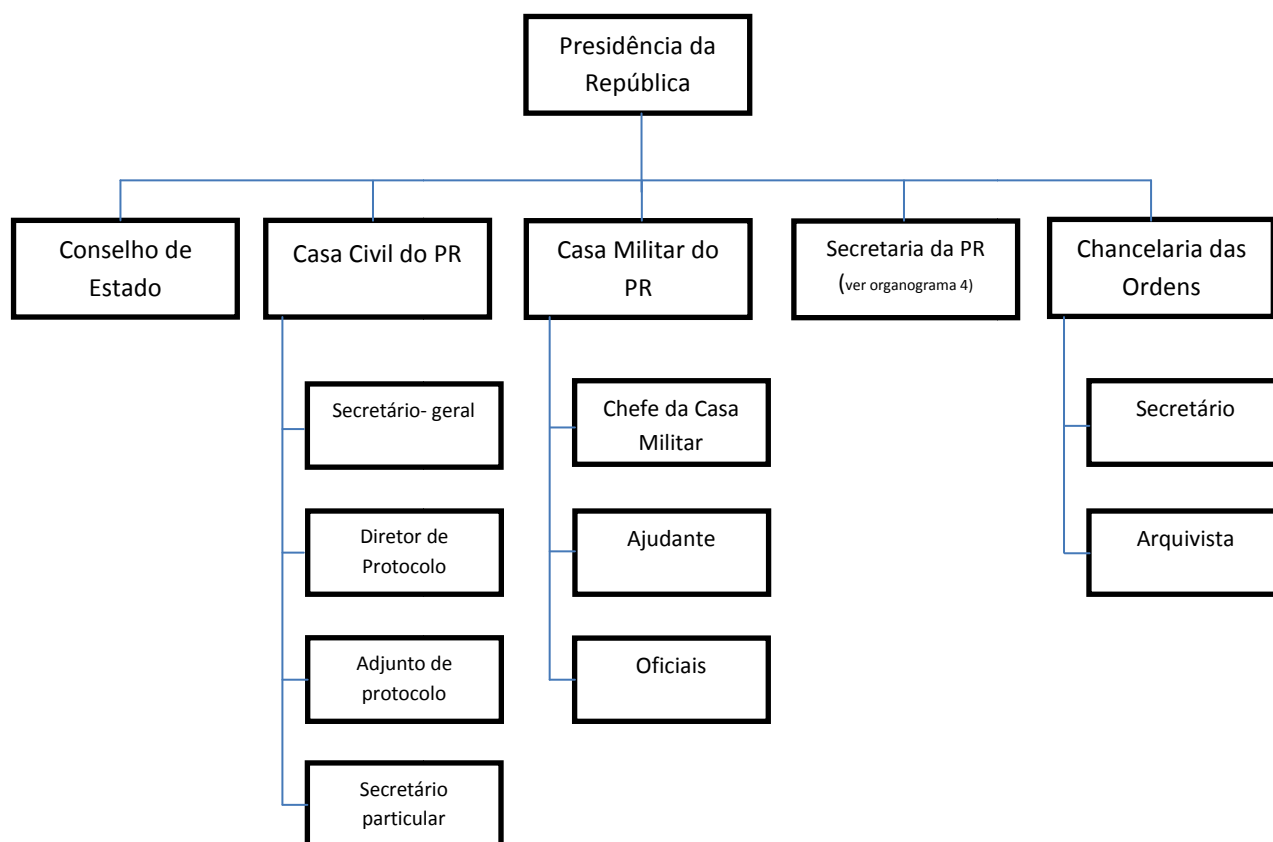 Presidência da
República
Conselho de
Estado
Casa Civil do PR
Casa Militar do
PR
Secretaria da PR
(ver organograma 4)
Chancelaria das
Ordens
Secretário- geral
Diretor de
Protocolo
Adjunto de
protocolo
Secretário
particular
Chefe da Casa
Militar
Ajudante
Oficiais
Secretário
Arquivista